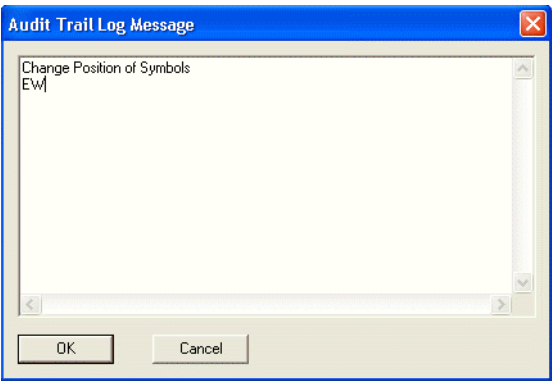 Audit Trail Log Message
Change Position of Symbols
EW
OK
Cancel